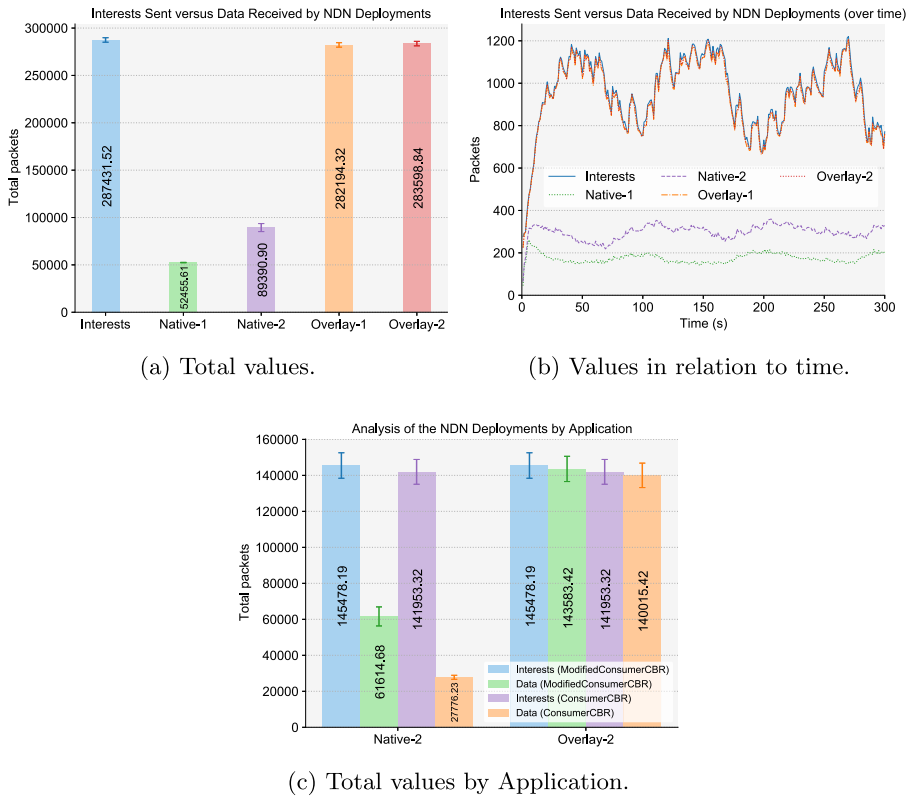 Interests Sent versus Data Received by NDN Deployments
Total packets
300000
250000
200000
150000
100000
50000
0
287431.52
52455.61
89390.90
282194.32
283598.84
Interests Native-1 Native-2 Overlay-1 Overlay-2
(a) Total values.
Interests Sent versus Data Received by NDN Deployments (over time)
Packets
1200
1000
800
600
400
200
0
Interests Native-2 Overlay-2
Native-1 Overlay-1
0 50 100 150 200 250 300
Time (s)
(b) Values in relation to time.
Analysis of the NDN Deployments by Application
Total packets
160000
140000
120000
100000
80000
60000
40000
20000
0
145478.19
61614.68
141953.32
27776.23
145478.19
143583.42
141953.32
140015.42
Interests (ModifiedConsumerCBR)
Data (ModifiedConsumerCBR)
Interests (ConsumerCBR)
Data (ConsumerCBR)
Native-2 Overlay-2
(c) Total values by Application.